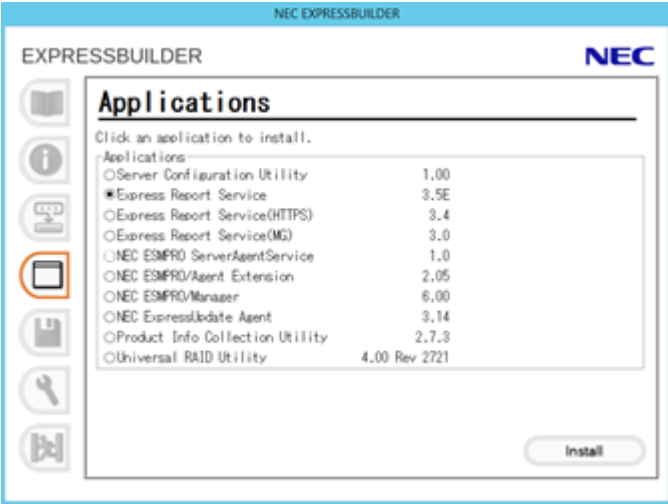 NEC EXPRESSBUILDER
EXPRESSBUILDER
NEC
Applications
Click an application to install.
Applications
Server Configuration Utility 1.00
Express Report Service 3.5E
Express Report Service(HTTPS) 3.4
Express Report Service(MG) 3.0
NEC ESMPRO ServerAgentService 1.0
NEC ESMPRO/Agent Extension 2.05
NEC ESMPRO/Manager 6.00
NEC ExpressUpdate Agent 3.14
Product Info Collection Utility 2.7.3
Universal RAID Utility 4.00 Rev 2721
Install